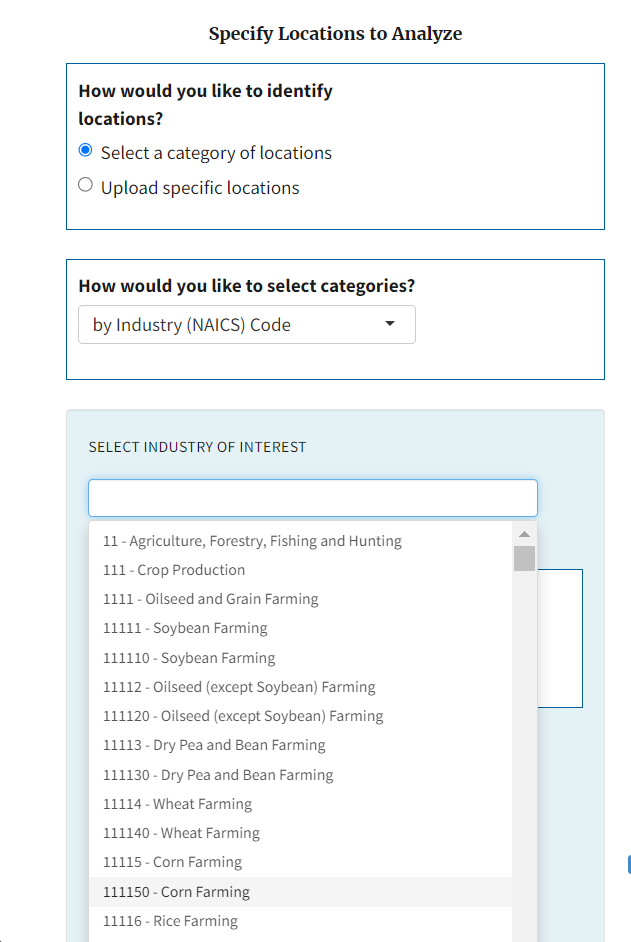 Specify Locations to Analyze
How would you like to identify
locations?
Select a category of locations
Upload specific locations
How would you like to select categories?
by Industry (NAICS) Code
SELECT INDUSTRY OF INTEREST
11 - Agriculture, Forestry, Fishing and Hunting
111 - Crop Production
1111 - Oilseed and Grain Farming
11111 - Soybean Farming
111110 - Soybean Farming
11112 - Oilseed (except Soybean) Farming
111120 - Oilseed (except Soybean) Farming
11113 - Dry Pea and Bean Farming
111130 - Dry Pea and Bean Farming
11114 - Wheat Farming
111140 - Wheat Farming
11115 - Corn Farming
111150 - Corn Farming
11116 - Rice Farming